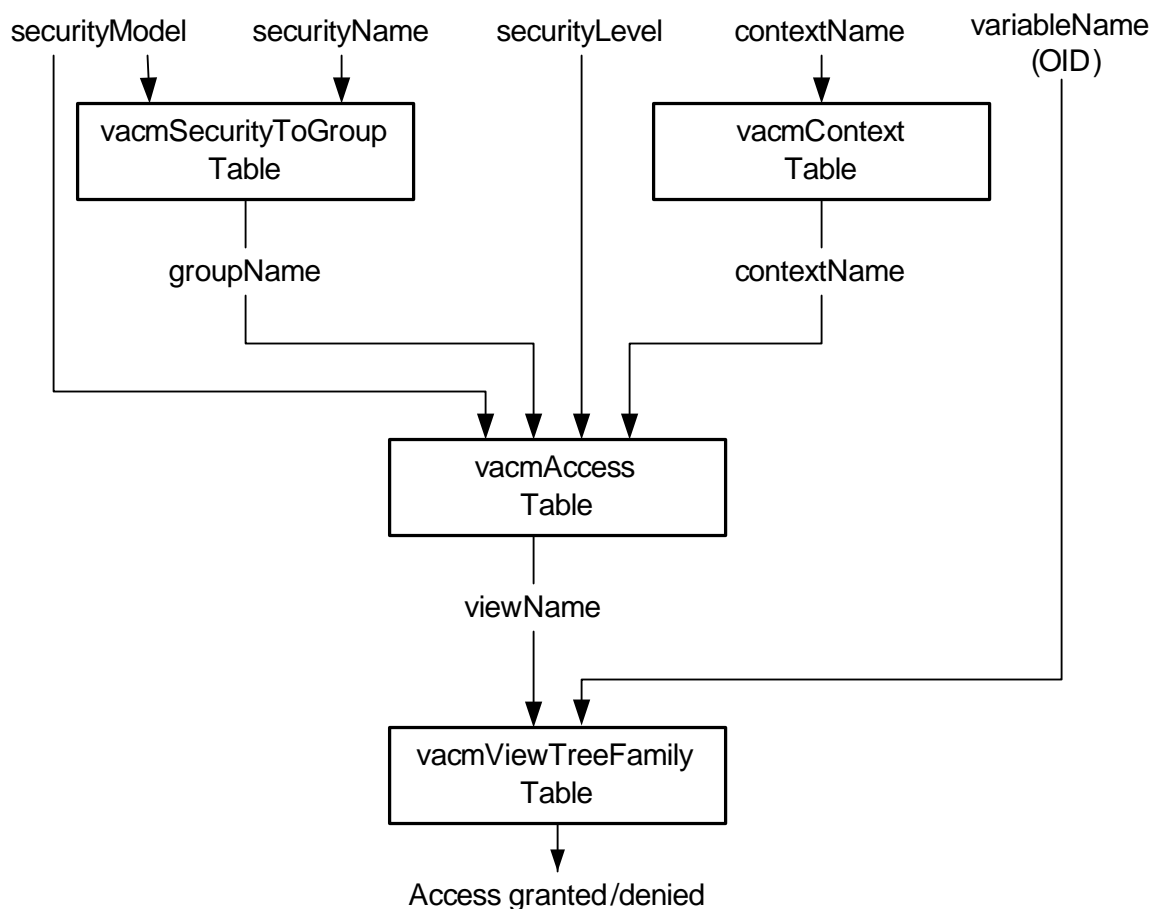 securityModel
securityName
securityLevel
contextName
variableName
(OID)
vacmSecurityToGroup
Table
vacmContext
Table
groupName
contextName
vacmAccess
Table
viewName
vacmViewTreeFamily
Table
Access granted/denied